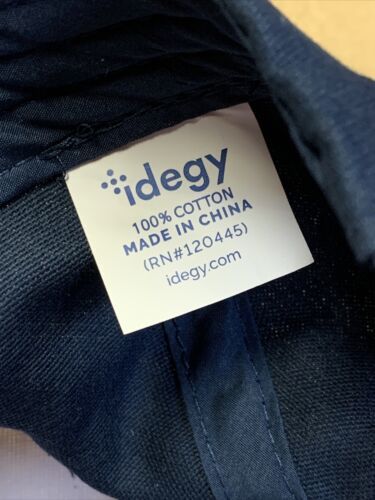 idegy
100% COTTON
MADE IN CHINA
(RN#120445)
idegy.com